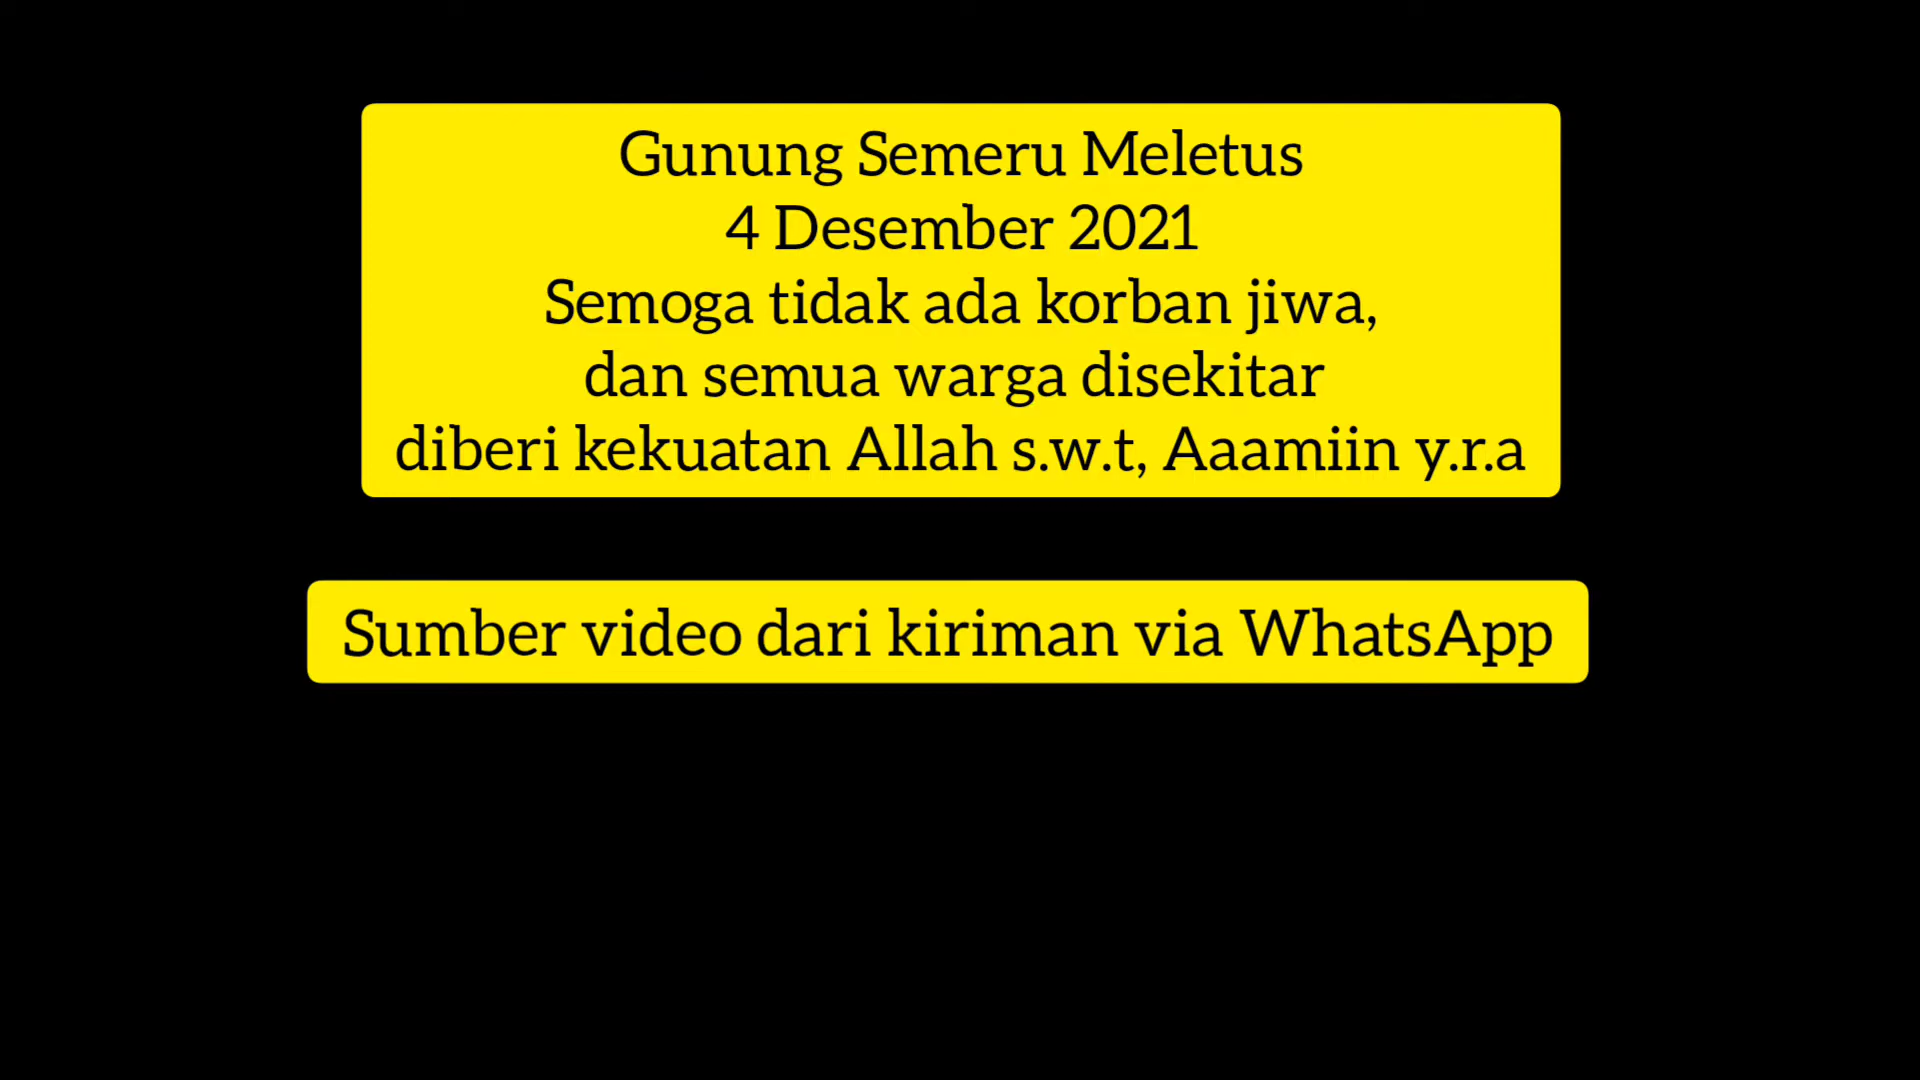 Gunung Semeru Meletus
4 Desember 2021
Semoga tidak ada korban jiwa,
dan semua warga disekitar
diberi kekuatan Allah s.w.t, Aaamiin y.r.a
Sumber video dari kiriman via WhatsApp